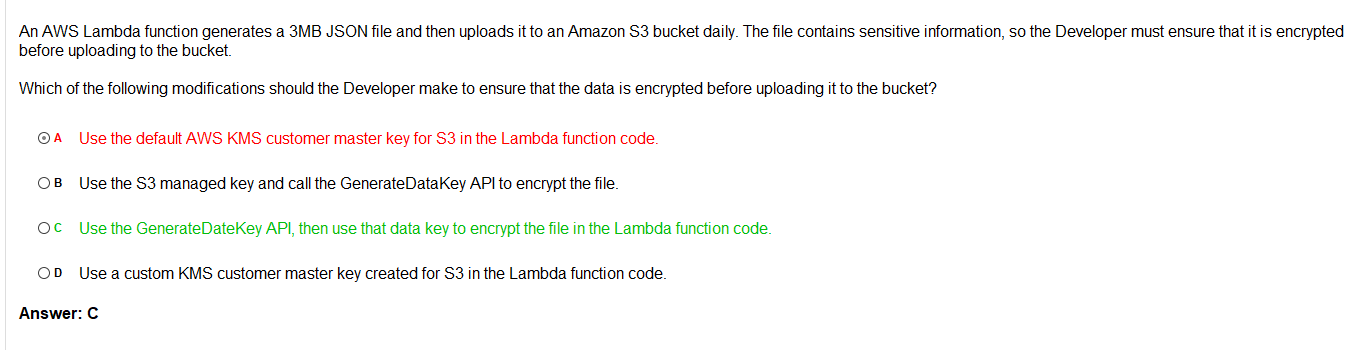 An AWS Lambda function generates a 3MB JSON file and then uploads it to an Amazon S3 bucket daily. The file contains sensitive information, so the Developer must ensure that it is encrypted
before uploading to the bucket.
Which of the following modifications should the Developer make to ensure that the data is encrypted before uploading it to the bucket?
A Use the default AWS KMS customer master key for S3 in the Lambda function code.
B Use the S3 managed key and call the GenerateDataKey API to encrypt the file.
C Use the GenerateDateKey API, then use that data key to encrypt the file in the Lambda function code.
D Use a custom KMS customer master key created for S3 in the Lambda function code.
Answer: C